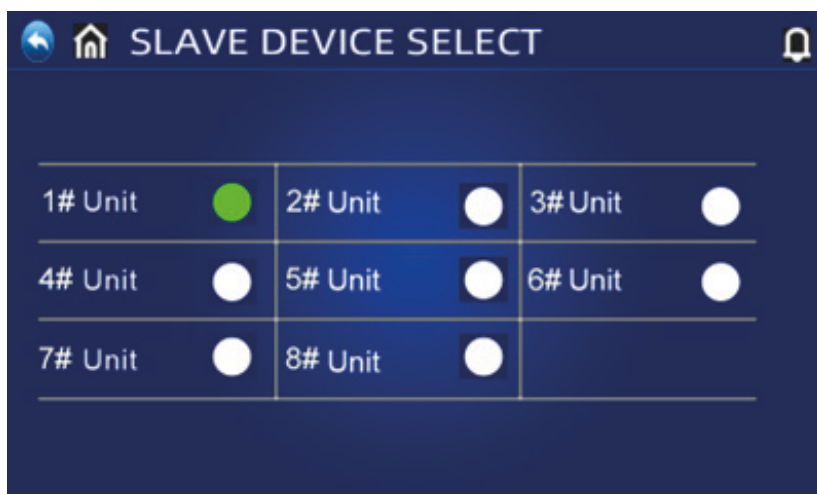 SLAVE DEVICE SELECT
1# Unit 2# Unit 3# Unit
4# Unit 5# Unit 6# Unit
7# Unit 8# Unit